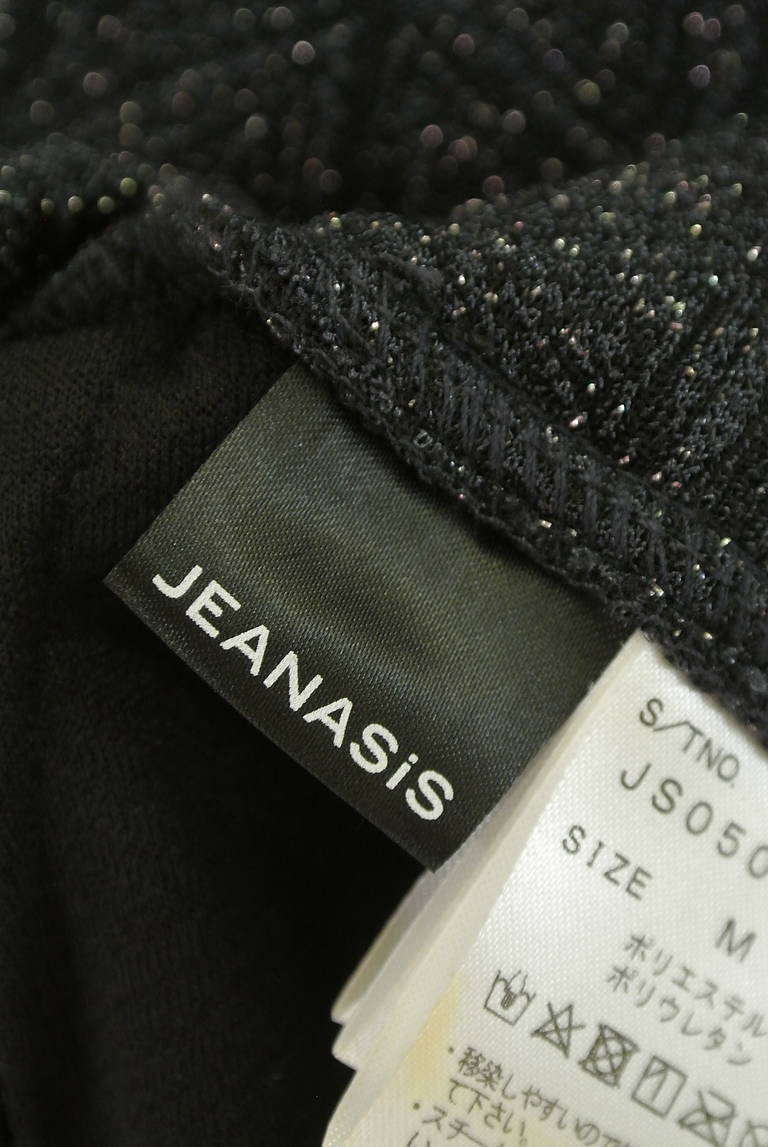 JEANASiS
S/TNO.
JS050
SIZE
M
ポリエステル
ポリウレタン
・移染しやすいので
て下さい。
・スチー